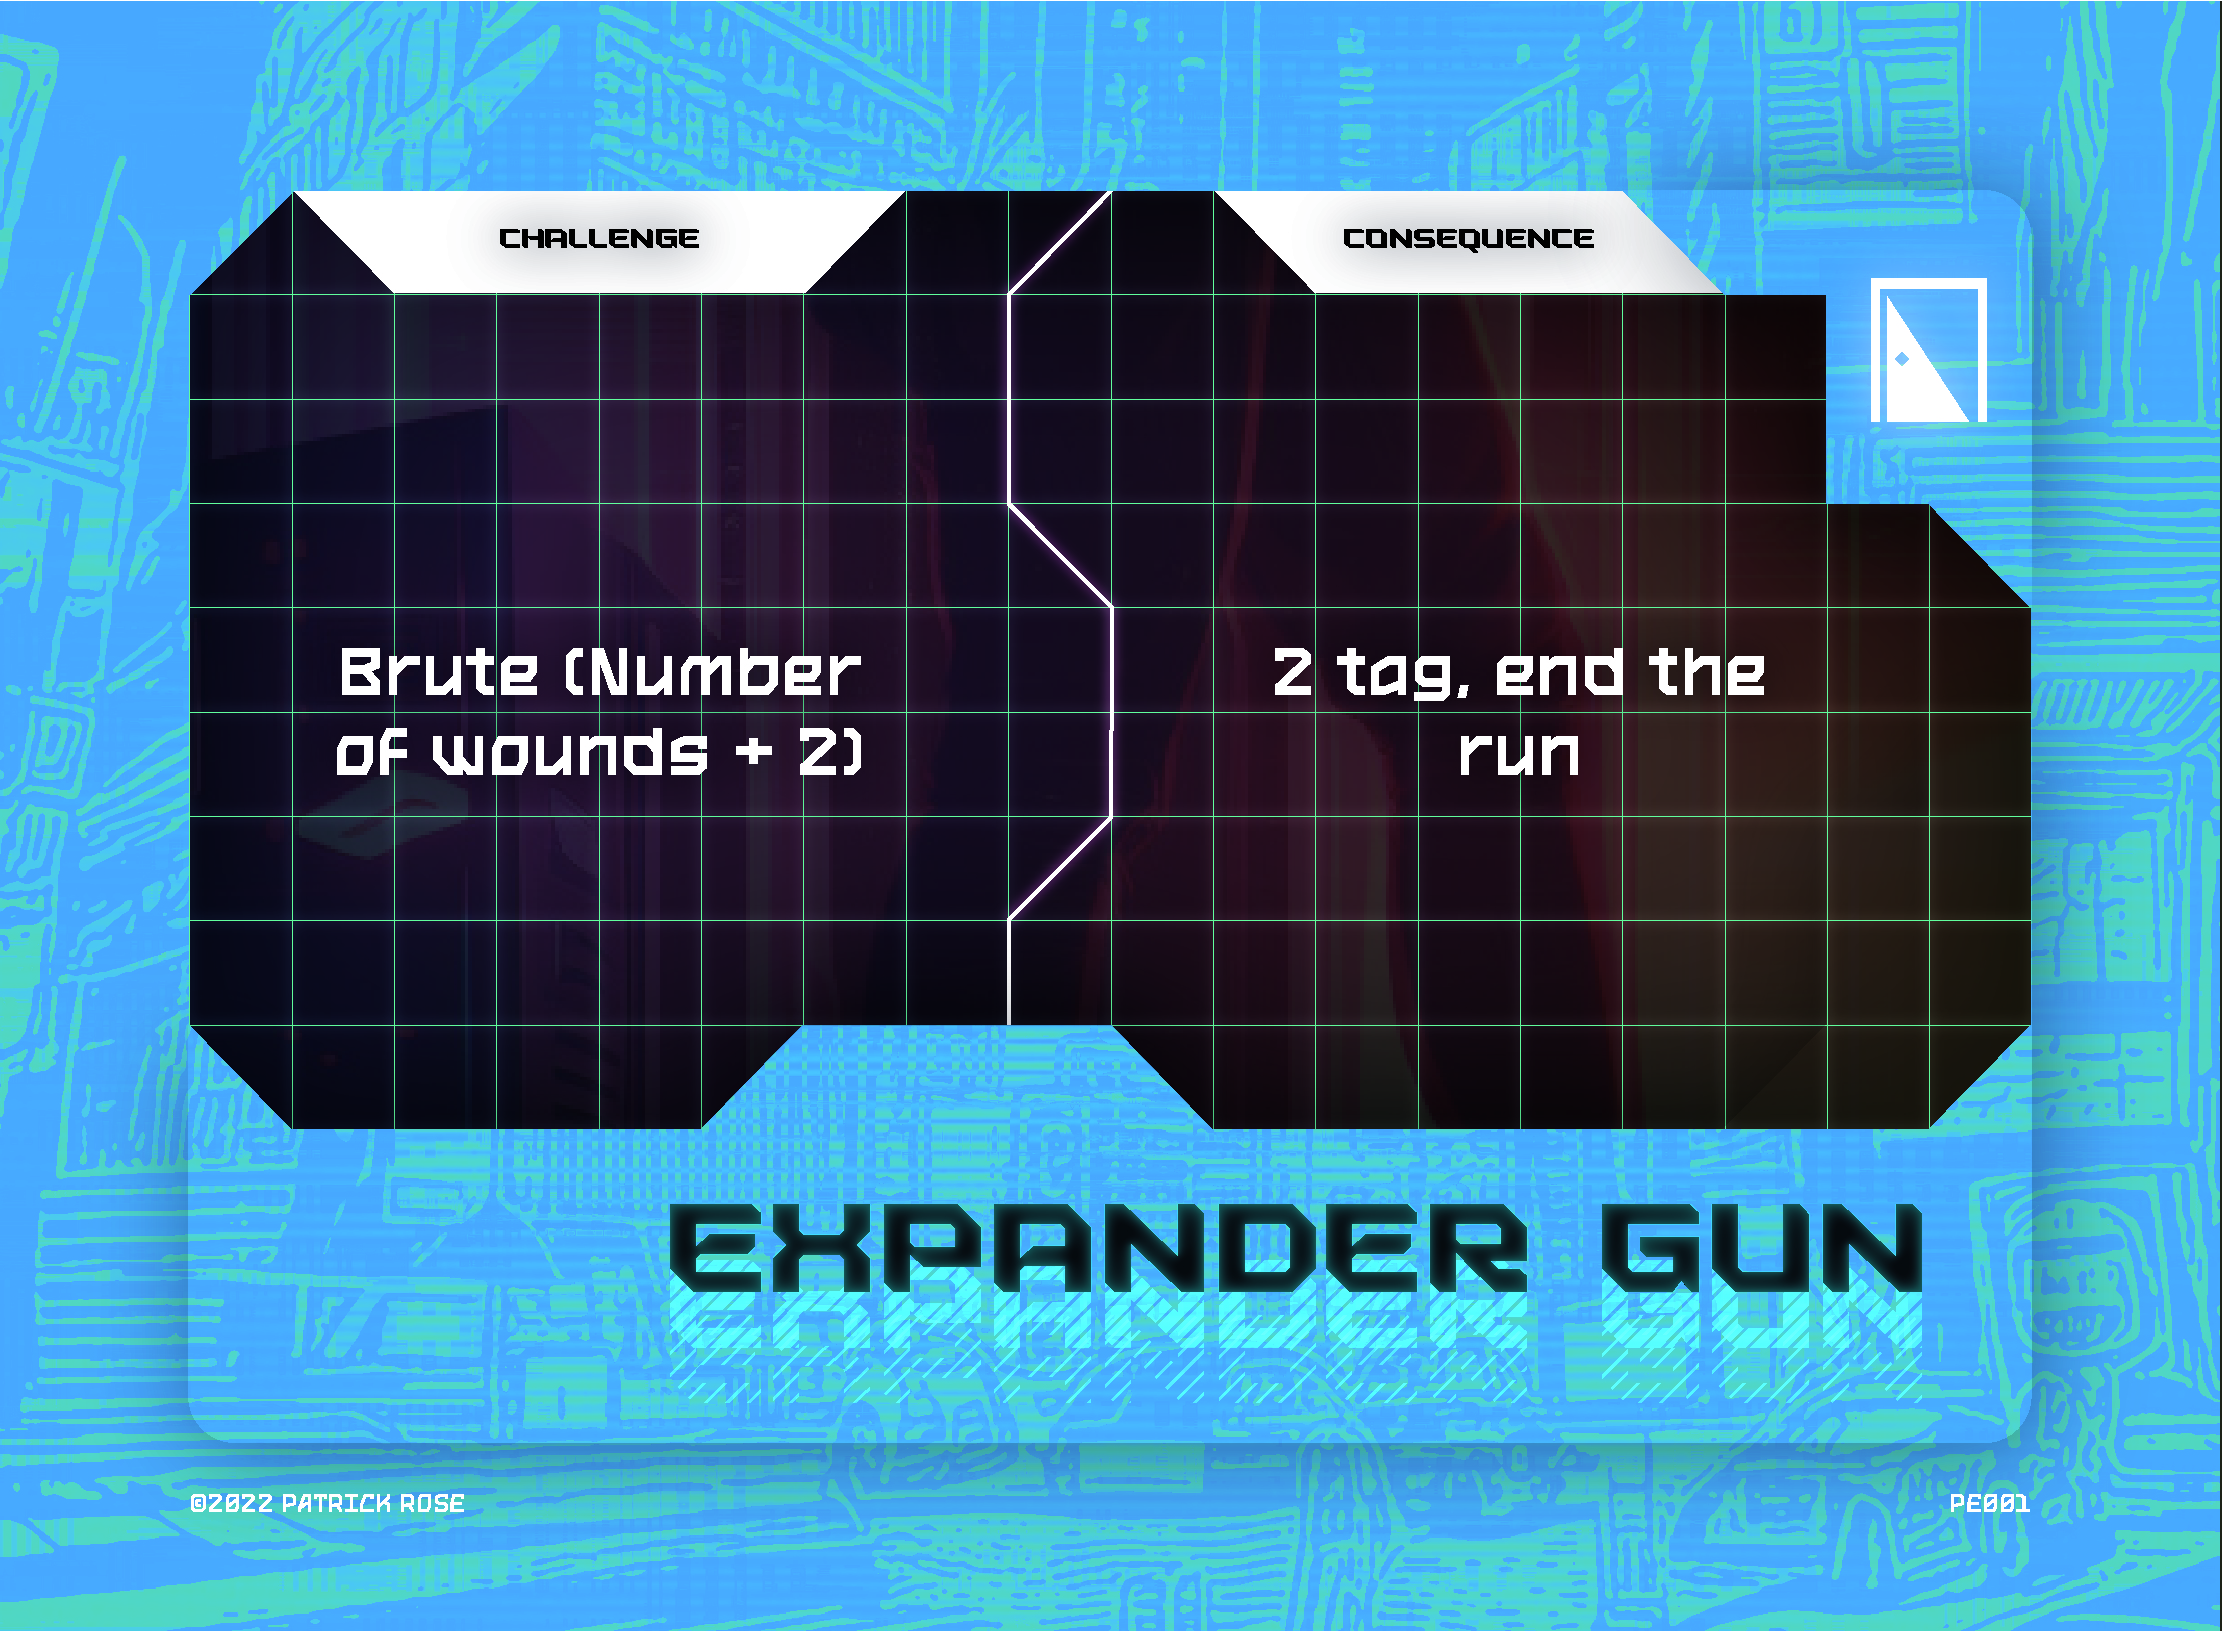 CHALLENGE
CONSEQUENCE
Brute (Number
of wounds + 2)
2 tag, end the
run
EXPANDER GUN
©2022 PATRICK ROSE
PE001